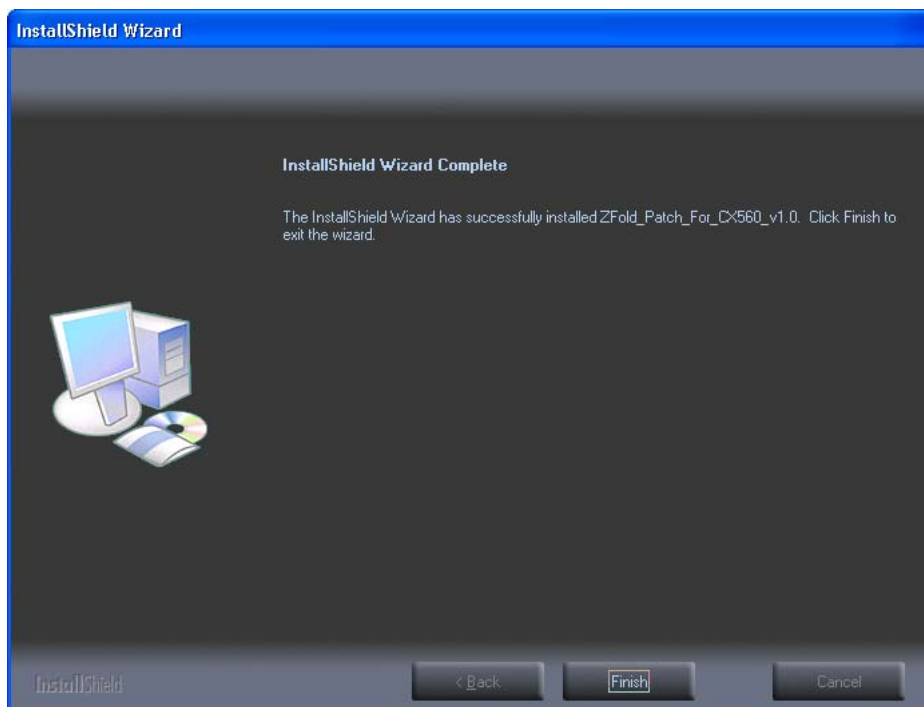 InstallShield Wizard
InstallShield Wizard Complete
The InstallShield Wizard has successfully installed ZFold_Patch_For_CX560_v1.0. Click Finish to
exit the wizard.
InstallShield
< Back
Finish
Cancel